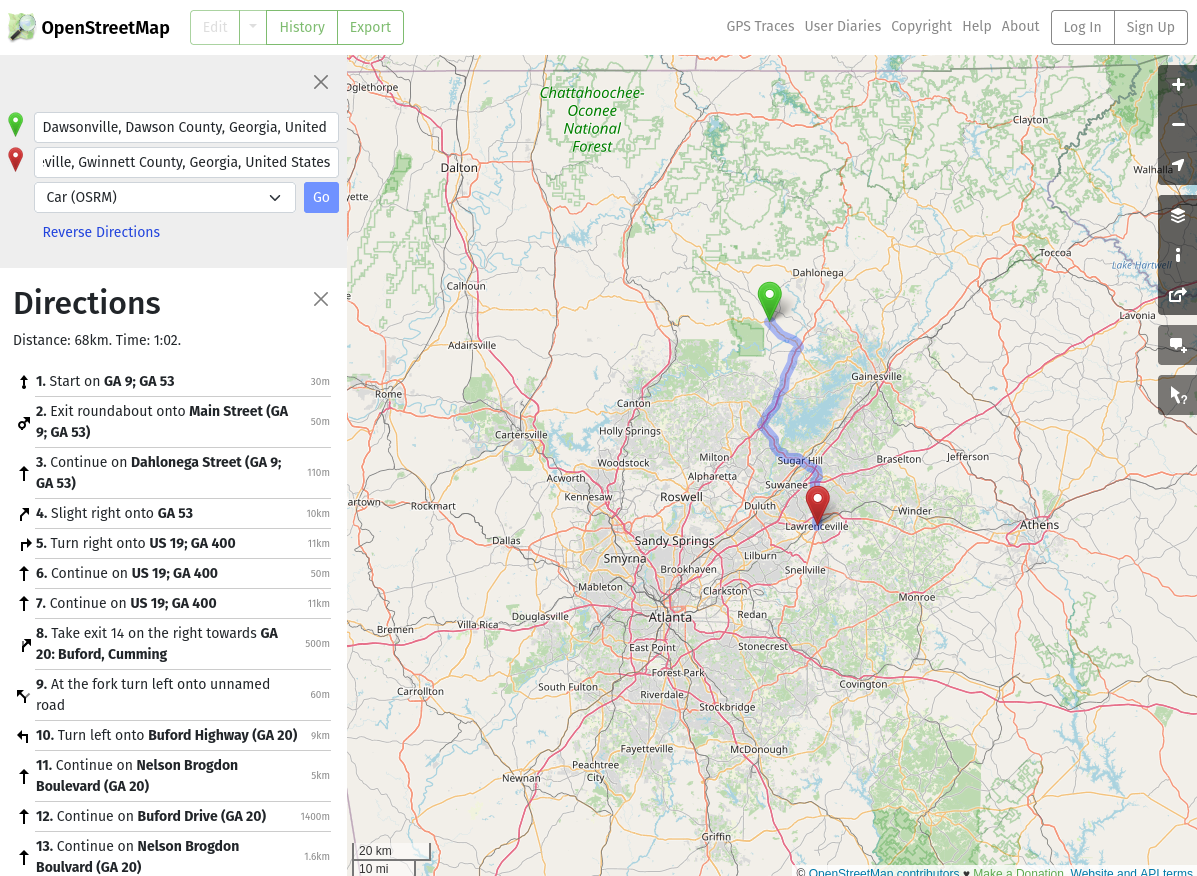 OpenStreetMap
Edit
History
Export
GPS Traces
User Diaries
Copyright
Help
About
Log In
Sign Up
Dawsonville, Dawson County, Georgia, United
ville, Gwinnett County, Georgia, United States
Car (OSRM)
Go
Reverse Directions
Directions
Distance: 68km. Time: 1:02.
1. Start on GA 9; GA 53 30m
2. Exit roundabout onto Main Street (GA
9; GA 53) 50m
3. Continue on Dahlonega Street (GA 9;
GA 53) 110m
4. Slight right onto GA 53 10km
5. Turn right onto US 19; GA 400 11km
6. Continue on US 19; GA 400 50m
7. Continue on US 19; GA 400 11km
8. Take exit 14 on the right towards GA
20: Buford, Cumming 500m
9. At the fork turn left onto unnamed
road 60m
10. Turn left onto Buford Highway (GA 20) 9km
11. Continue on Nelson Brogdon
Boulevard (GA 20) 5km
12. Continue on Buford Drive (GA 20) 1400m
13. Continue on Nelson Brogdon
Boulvard (GA 20) 1.6km
Oglethorpe
Chattahoochee-
Oconee
National
Forest
Clayton
Dalton
Walhalla
yette
Toccoa
Lake Hartwell
Dahlonega
Calhoun
Lavonia
Adairsville
Gainesville
Rome
Canton
Holly Springs
Cartersville
Milton
Sugar Hill
Braselton
Jefferson
Woodstock
Alpharetta
Acworth
Suwanee
Kennesaw
Roswell
artown
Rockmart
Duluth
Winder
Lawrenceville
Athens
Dallas
Sandy Springs
Smyrna
Lilburn
Brookhaven
Snellville
Mableton
Clarkston
Monroe
Douglasville
Atlanta
Redan
Villa Rica
Bremen
East Point
Stonecrest
Forest Park
Covington
South Fulton
Carrollton
Riverdale
Stockbridge
Fayetteville
McDonough
Peachtree
City
Newnan
Griffin
20 km
10 mi
© OpenStreetMap contributors ♥ Make a Donation. Website and API terms